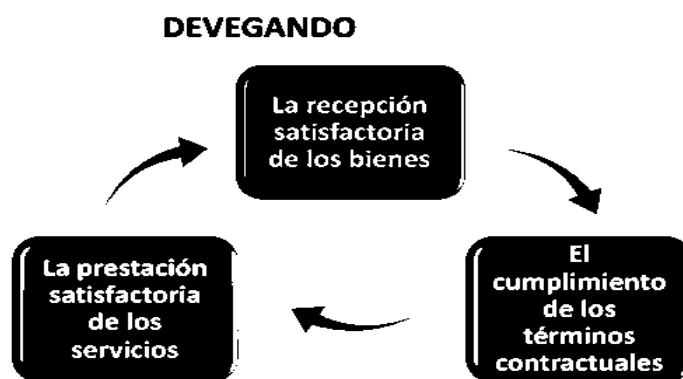 DEVEGANDO
La recepción
satisfactoria
de los bienes
El
cumplimiento
de los
términos
contractuales
La prestación
satisfactoria
de los
servicios